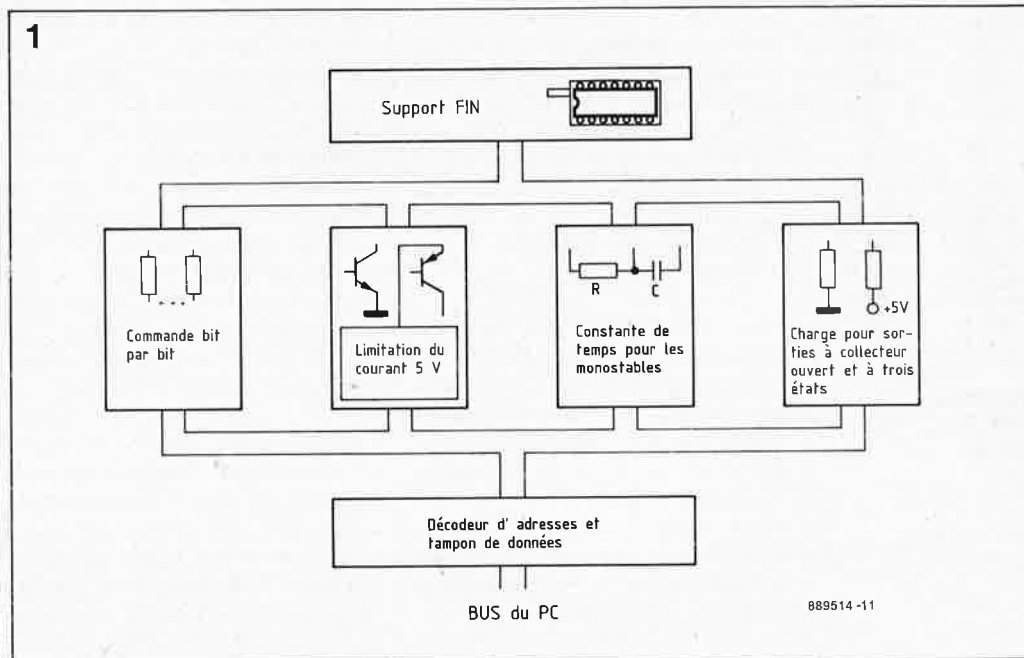 1
Support FIN
Commande bit
par bit
Limitation du
courant 5 V
R
C
Constante de
temps pour les
monostables
+5V
Charge pour sor-
ties à collecteur
ouvert et à trois
états
Décodeur d' adresses et
tampon de données
BUS du PC
889514 -11